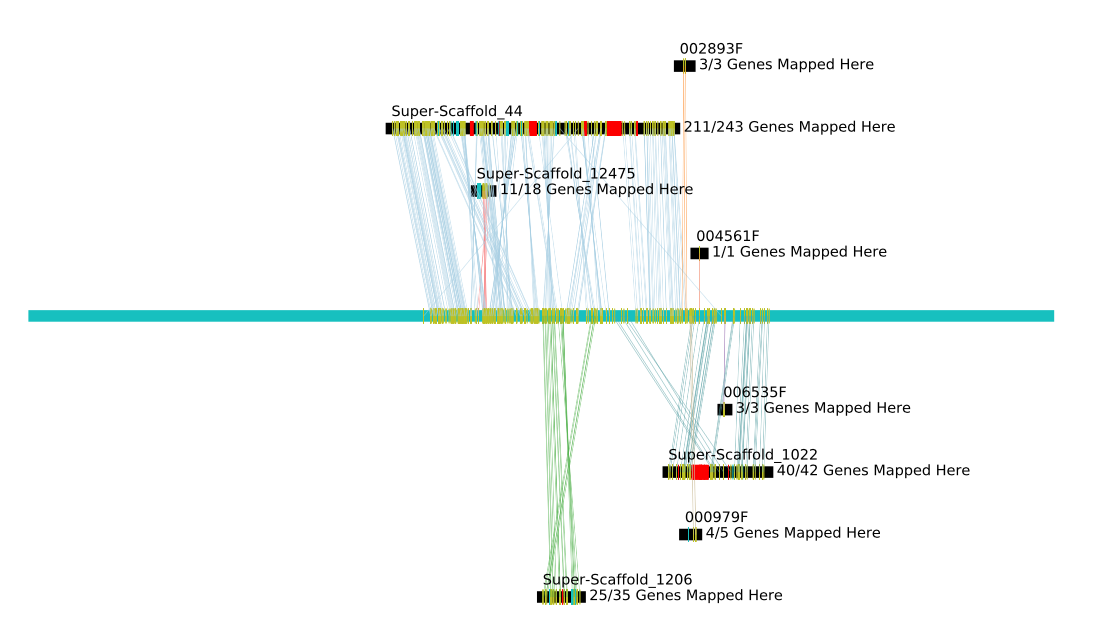 002893F
3/3 Genes Mapped Here
Super-Scaffold_44
211/243 Genes Mapped Here
Super-Scaffold_12475
11/18 Genes Mapped Here
004561F
1/1 Genes Mapped Here
006535F
3/3 Genes Mapped Here
Super-Scaffold_1022
40/42 Genes Mapped Here
000979F
4/5 Genes Mapped Here
Super-Scaffold_1206
25/35 Genes Mapped Here